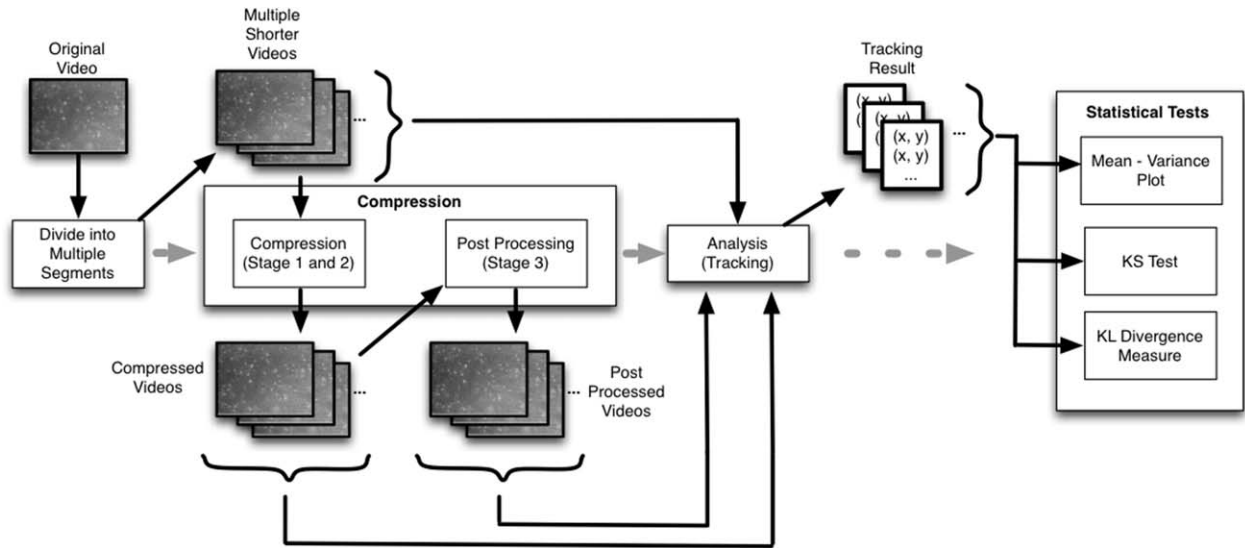 Original
Video
Multiple
Shorter
Videos
...
Divide into
Multiple
Segments
Compression
Compression
(Stage 1 and 2)
Post Processing
(Stage 3)
Compressed
Videos
...
...
Post
Processed
Videos
Analysis
(Tracking)
Tracking
Result
(x, y)
(
(x, y)
(
(x, y)
(x, y)
...
...
Statistical Tests
Mean - Variance
Plot
KS Test
KL Divergence
Measure